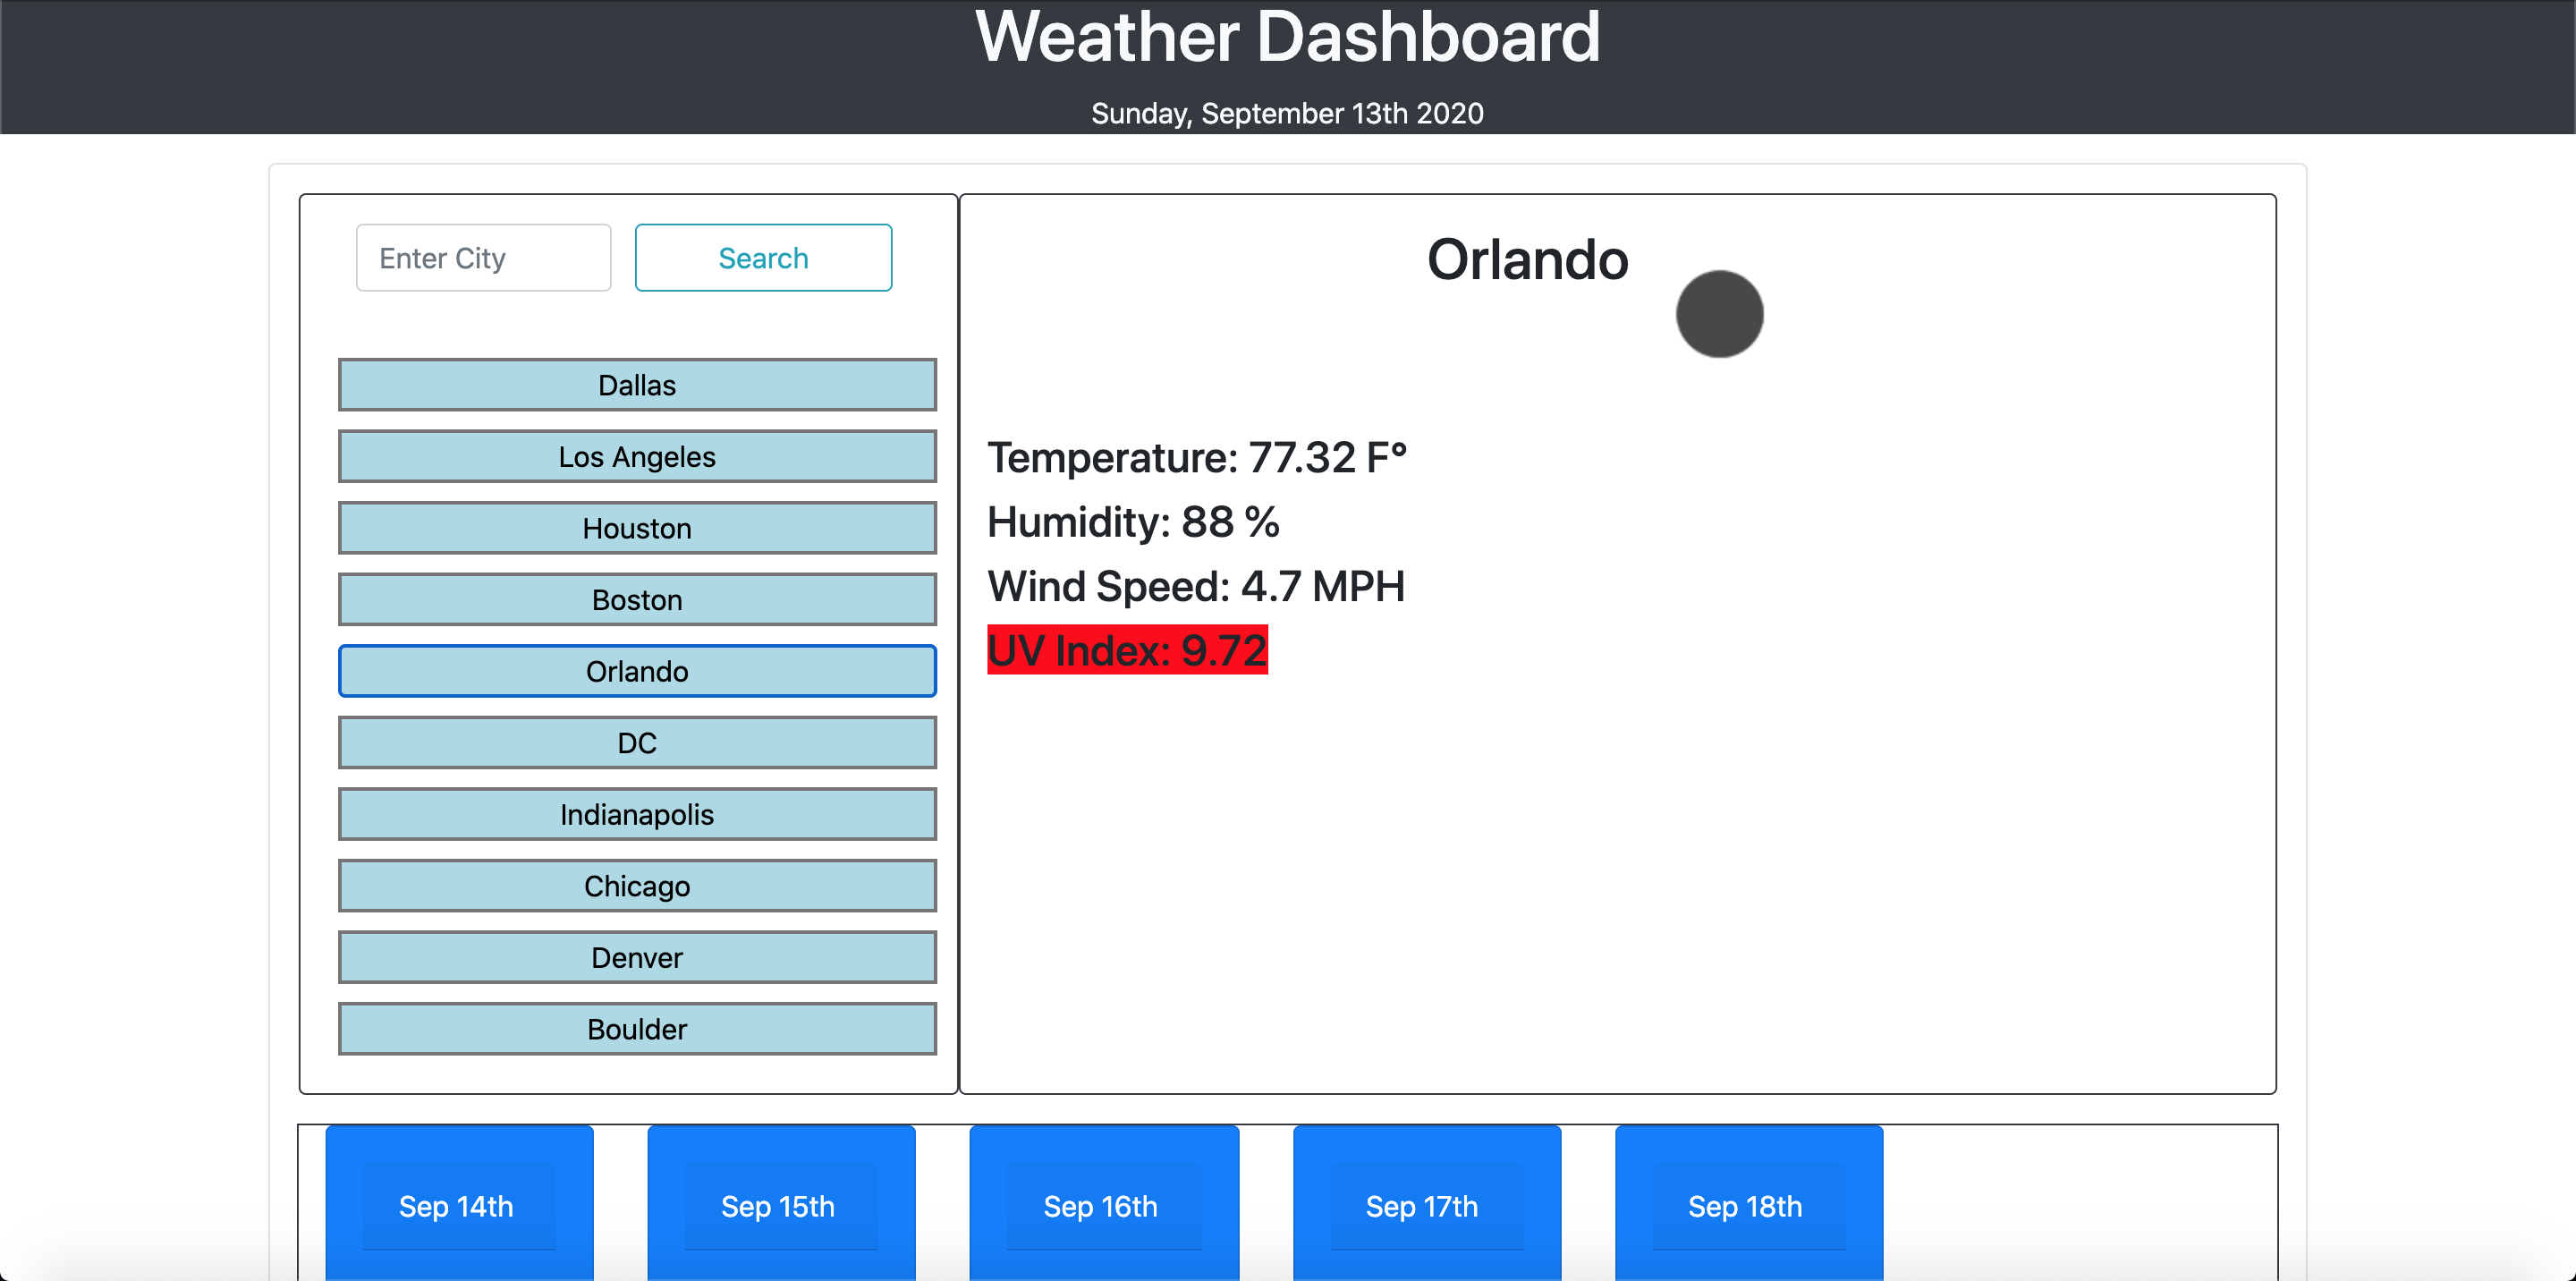 Weather Dashboard
Sunday, September 13th 2020
Enter City
Search
Dallas
Los Angeles
Houston
Boston
Orlando
DC
Indianapolis
Chicago
Denver
Boulder
Orlando
Temperature: 77.32 F°
Humidity: 88 %
Wind Speed: 4.7 MPH
UV Index: 9.72
Sep 14th
Sep 15th
Sep 16th
Sep 17th
Sep 18th